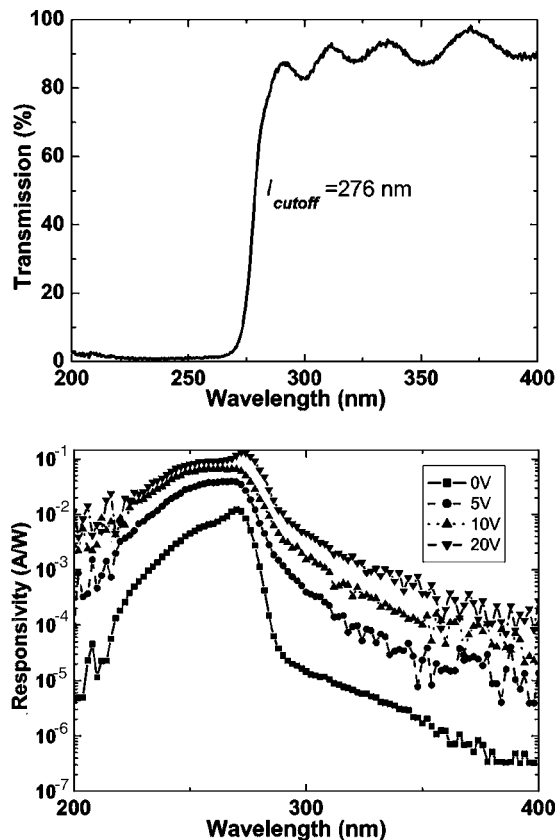 100
80
60
40
20
0
Transmission (%)
l cutoff =276 nm
200 250 300 350 400
Wavelength (nm)
10^-1
10^-2
10^-3
10^-4
10^-5
10^-6
10^-7
Responsivity (A/W)
0V
5V
10V
20V
200 300 400
Wavelength (nm)